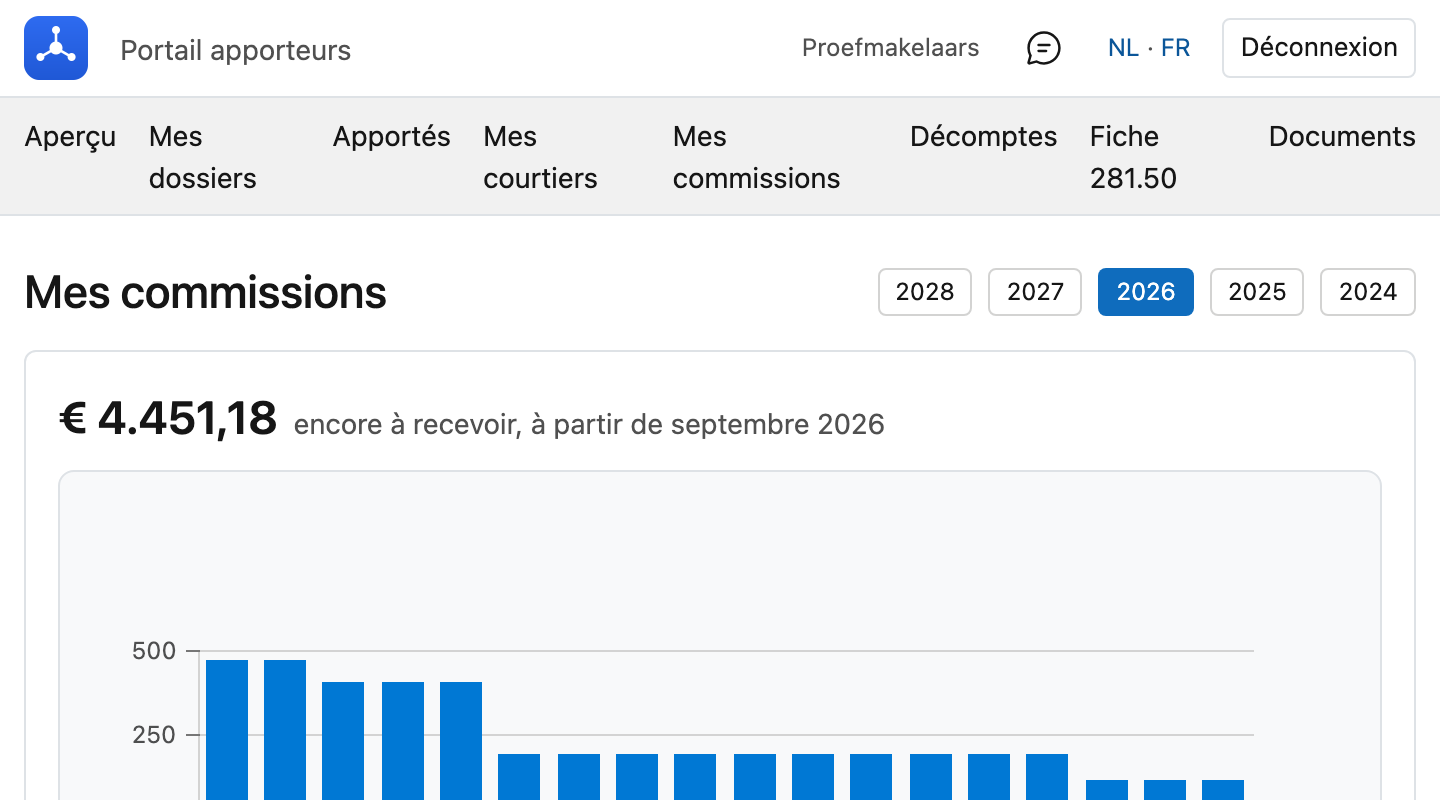 Portail apporteurs
Proefmakelaars
NL · FR
Déconnexion
Aperçu
Mes dossiers
Apportés
Mes courtiers
Mes commissions
Décomptes
Fiche 281.50
Documents
Mes commissions
2028
2027
2026
2025
2024
€ 4.451,18 encore à recevoir, à partir de septembre 2026
500
250